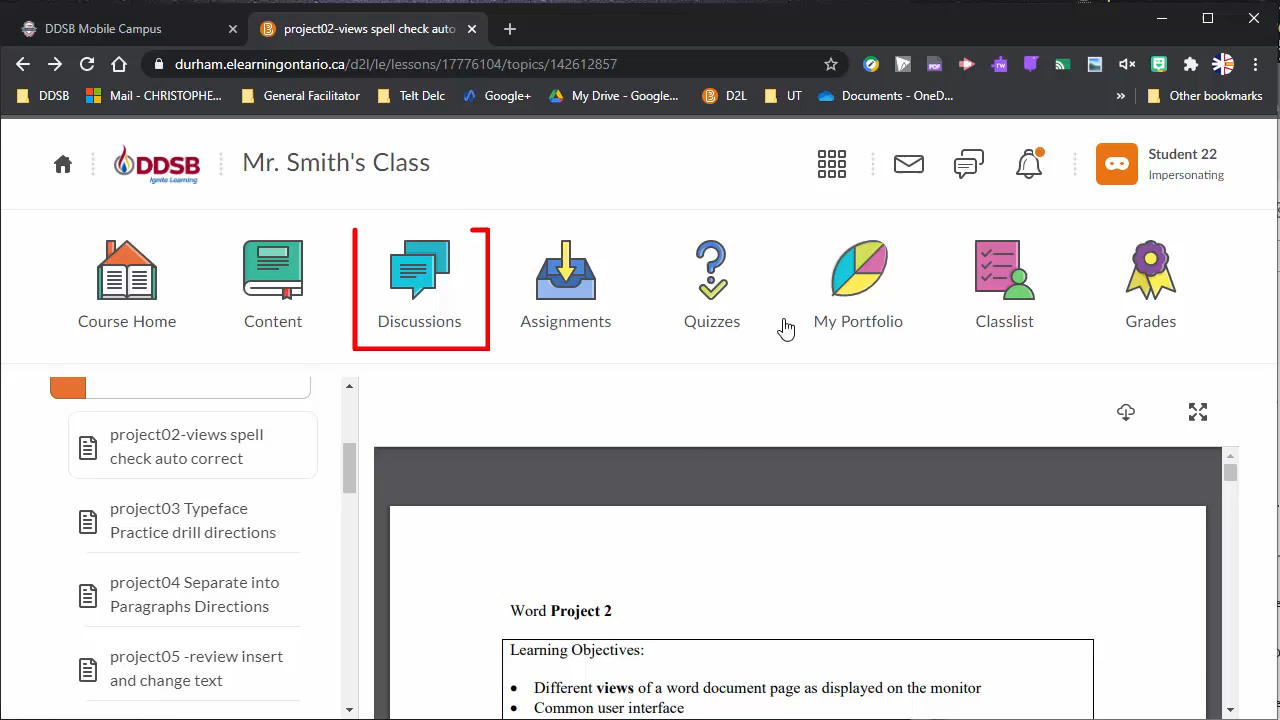 DDSB Mobile Campus
project02-views spell check auto
durham.elearningontario.ca/d2l/le/lessons/17776104/topics/142612857
DDSB
Mail - CHRISTOPHE...
General Facilitator
Telt Delc
Google+
My Drive - Google...
D2L
UT
Documents - OneD...
»
Other bookmarks
DDSB
Ignite Learning
Mr. Smith's Class
Student 22
Impersonating
Course Home
Content
Discussions
Assignments
Quizzes
My Portfolio
Classlist
Grades
project02-views spell
check auto correct
project03 Typeface
Practice drill directions
project04 Separate into
Paragraphs Directions
project05 -review insert
and change text
Word Project 2
Learning Objectives:
• Different views of a word document page as displayed on the monitor
• Common user interface